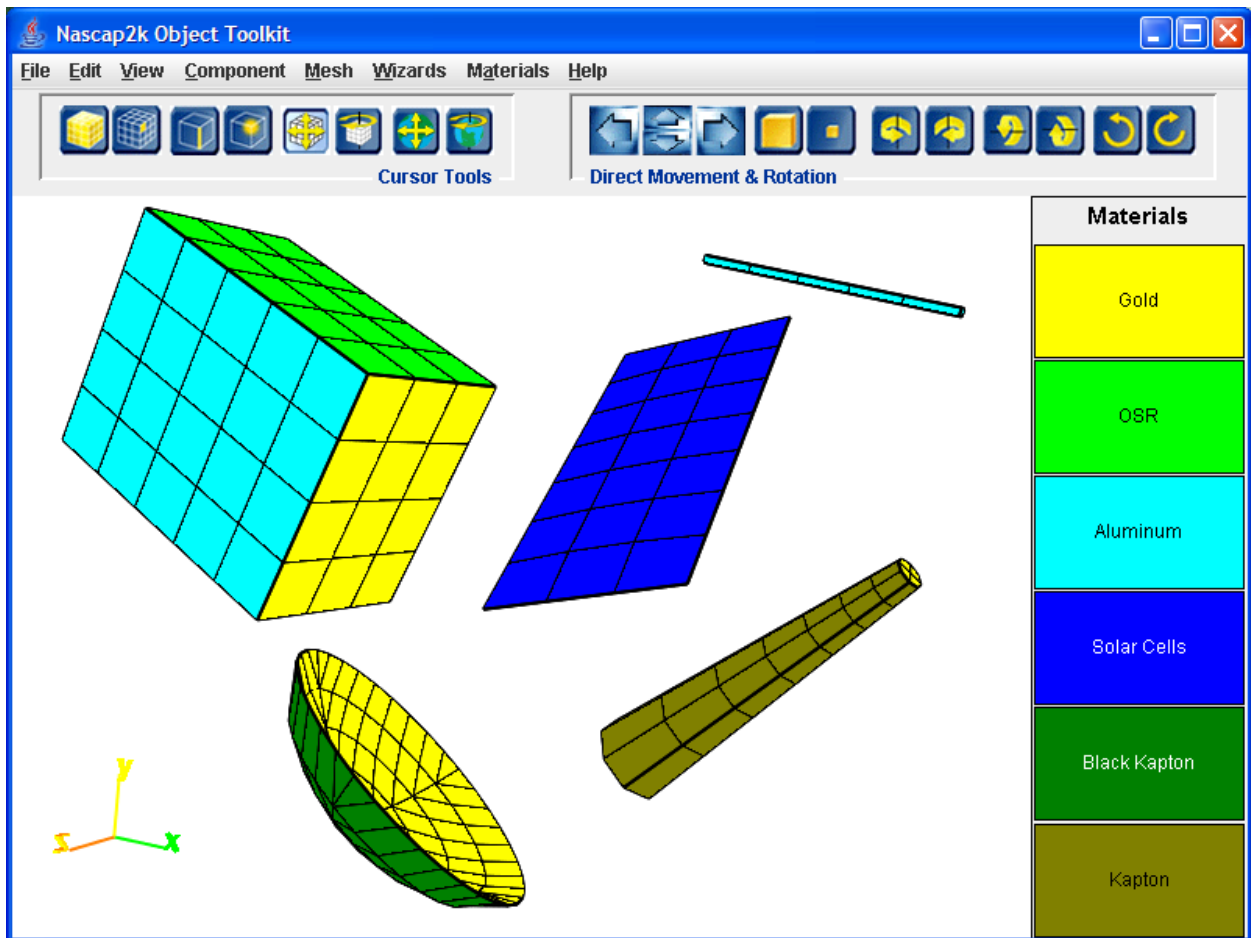 Nascap2k Object Toolkit
File Edit View Component Mesh Wizards Materials Help
Cursor Tools
Direct Movement & Rotation
Materials
Gold
OSR
Aluminum
Solar Cells
Black Kapton
Kapton
y
z
x